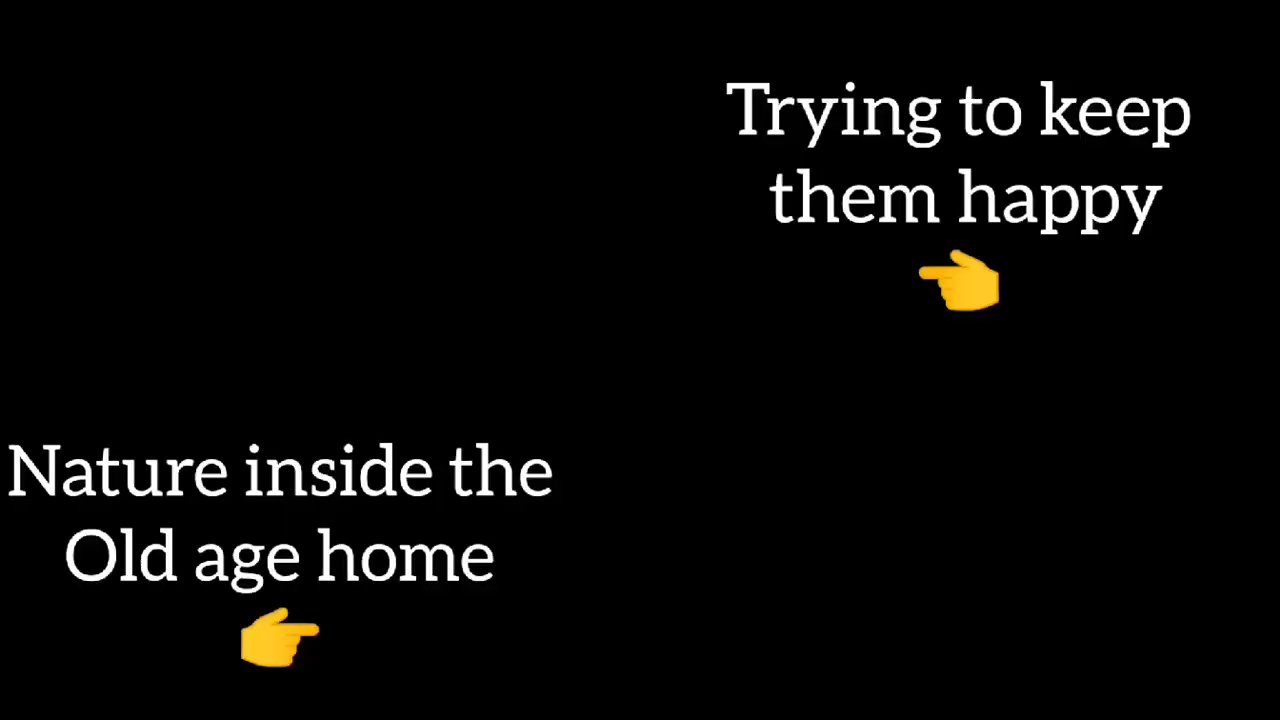 Trying to keep
them happy
👈
Nature inside the
Old age home
👉